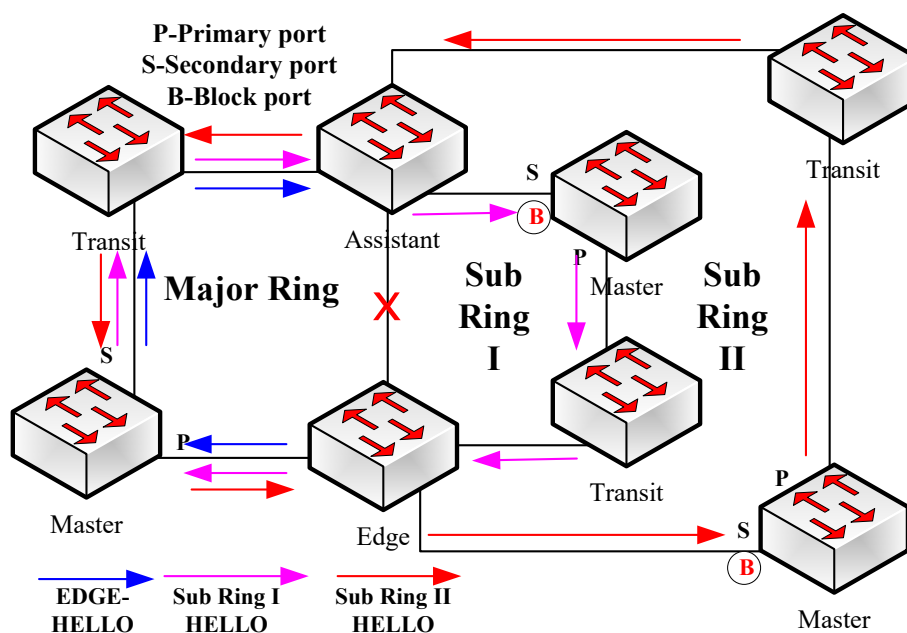 P-Primary port
S-Secondary port
B-Block port
Transit
Assistant
S
B
P
Master
Transit
Major Ring
Sub
Ring
I
Sub
Ring
II
X
S
P
Master
Edge
Transit
P
S
B
Master
EDGE-
HELLO
Sub Ring I
HELLO
Sub Ring II
HELLO